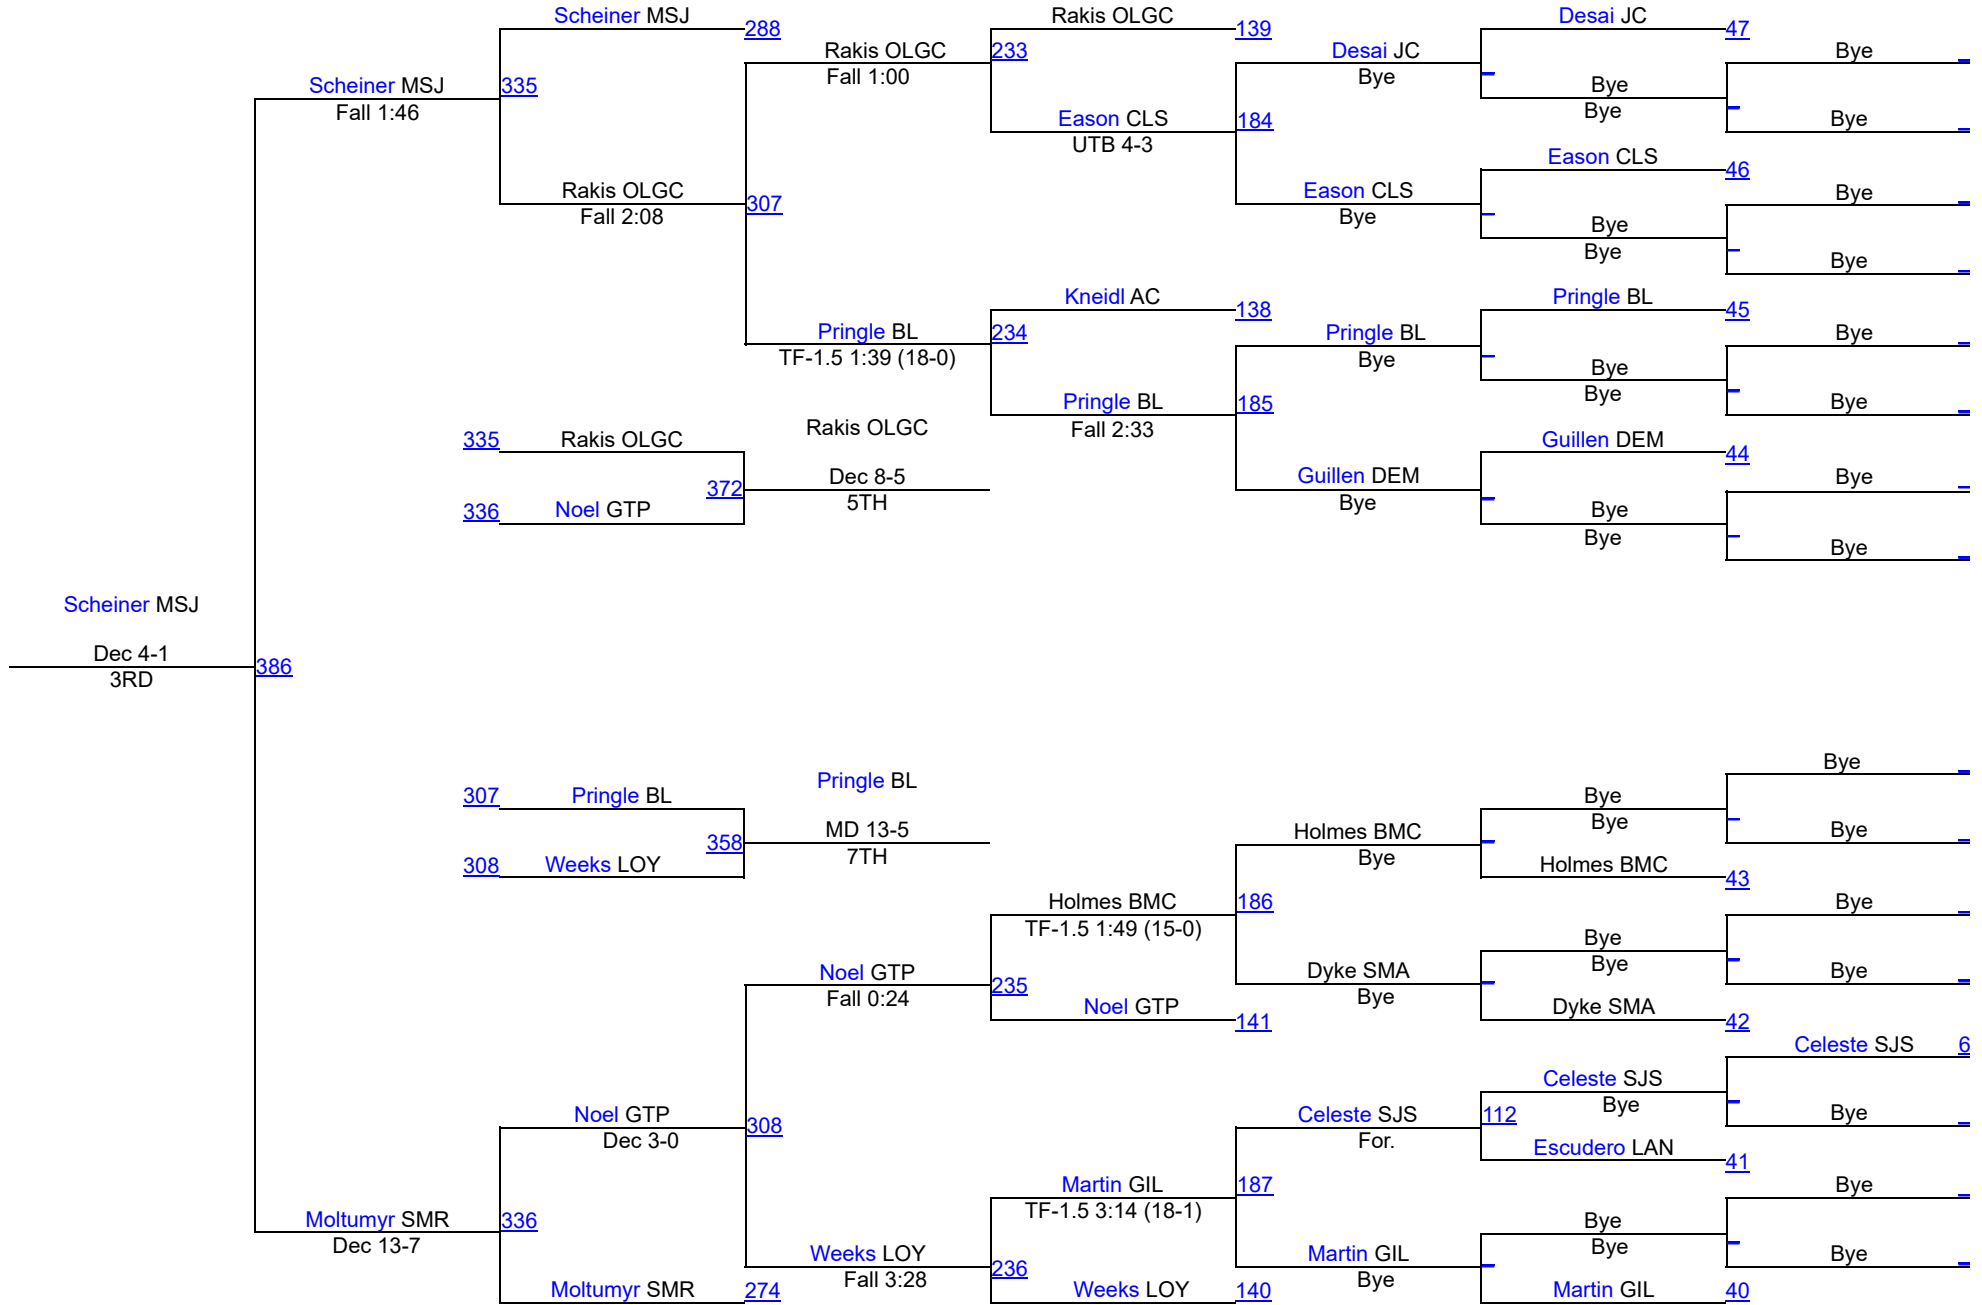 Scheiner MSJ
288
Rakis OLGC
139
Desai JC
47
Rakis OLGC
233
Desai JC
Bye
Scheiner MSJ
335
Fall 1:00
Bye
Bye
Fall 1:46
Bye
Eason CLS
184
Bye
UTB 4-3
Eason CLS
46
Rakis OLGC
307
Eason CLS
Bye
Fall 2:08
Bye
Bye
Bye
Bye
Kneidl AC
138
Pringle BL
45
Pringle BL
234
Pringle BL
Bye
TF-1.5 1:39 (18-0)
Bye
Bye
Bye
Pringle BL
185
Bye
Fall 2:33
335
Rakis OLGC
Rakis OLGC
Guillen DEM
44
372
Dec 8-5
Guillen DEM
Bye
336
Noel GTP
5TH
Bye
Bye
Bye
Bye
Scheiner MSJ
Dec 4-1
386
3RD
Bye
307
Pringle BL
Pringle BL
Bye
358
MD 13-5
Holmes BMC
Bye
Bye
308
Weeks LOY
7TH
Bye
Holmes BMC
43
Holmes BMC
186
Bye
TF-1.5 1:49 (15-0)
Bye
Noel GTP
235
Dyke SMA
Bye
Bye
Fall 0:24
Bye
Noel GTP
141
Dyke SMA
42
Celeste SJS
6
Celeste SJS
Noel GTP
308
Celeste SJS
112
Bye
Bye
Dec 3-0
For.
Escudero LAN
41
Martin GIL
187
Bye
TF-1.5 3:14 (18-1)
Moltumyr SMR
336
Bye
Dec 13-7
Weeks LOY
236
Martin GIL
Bye
Bye
Fall 3:28
Bye
Moltumyr SMR
274
Weeks LOY
140
Martin GIL
40